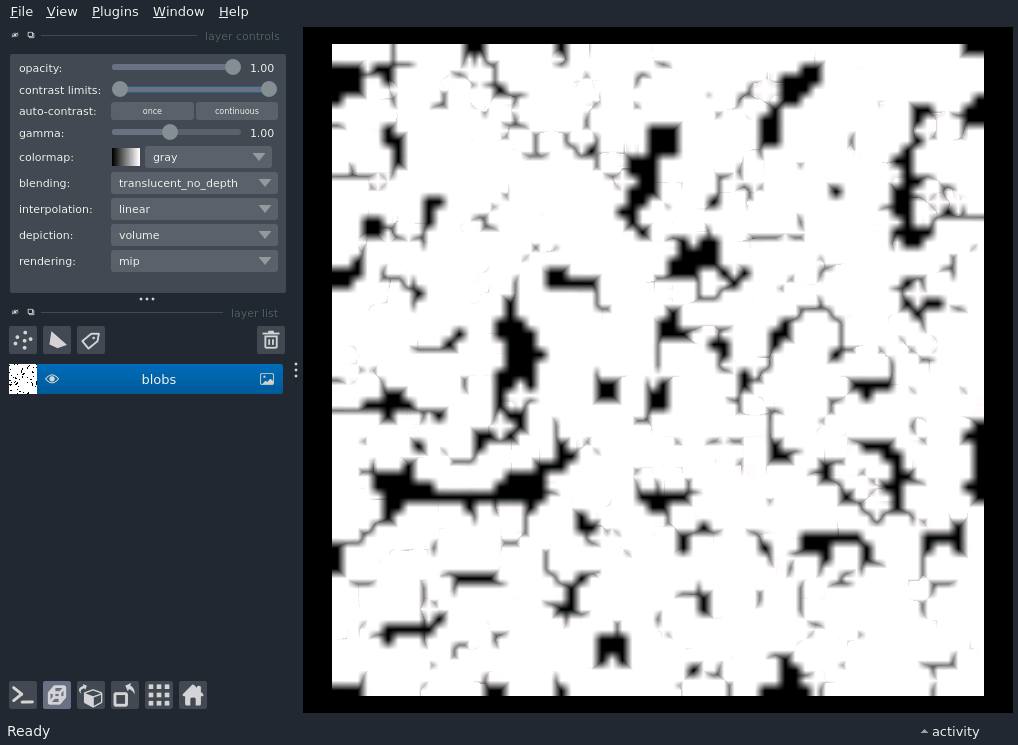 File View Plugins Window Help
layer controls
opacity: 1.00
contrast limits:
auto-contrast: once continuous
gamma: 1.00
colormap: gray
blending: translucent_no_depth
interpolation: linear
depiction: volume
rendering: mip
layer list
blobs
Ready activity